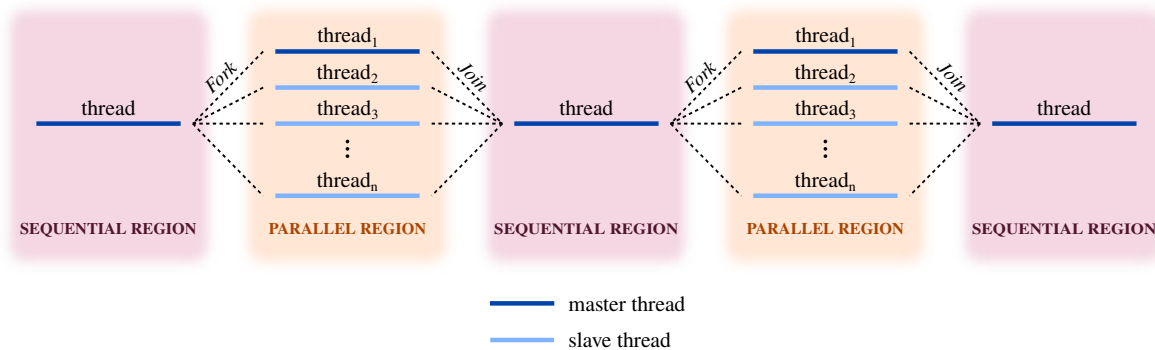 thread
SEQUENTIAL REGION
Fork
thread₁
thread₂
thread₃
⋮
threadₙ
PARALLEL REGION
Join
thread
SEQUENTIAL REGION
Fork
thread₁
thread₂
thread₃
⋮
threadₙ
PARALLEL REGION
Join
thread
SEQUENTIAL REGION
master thread
slave thread